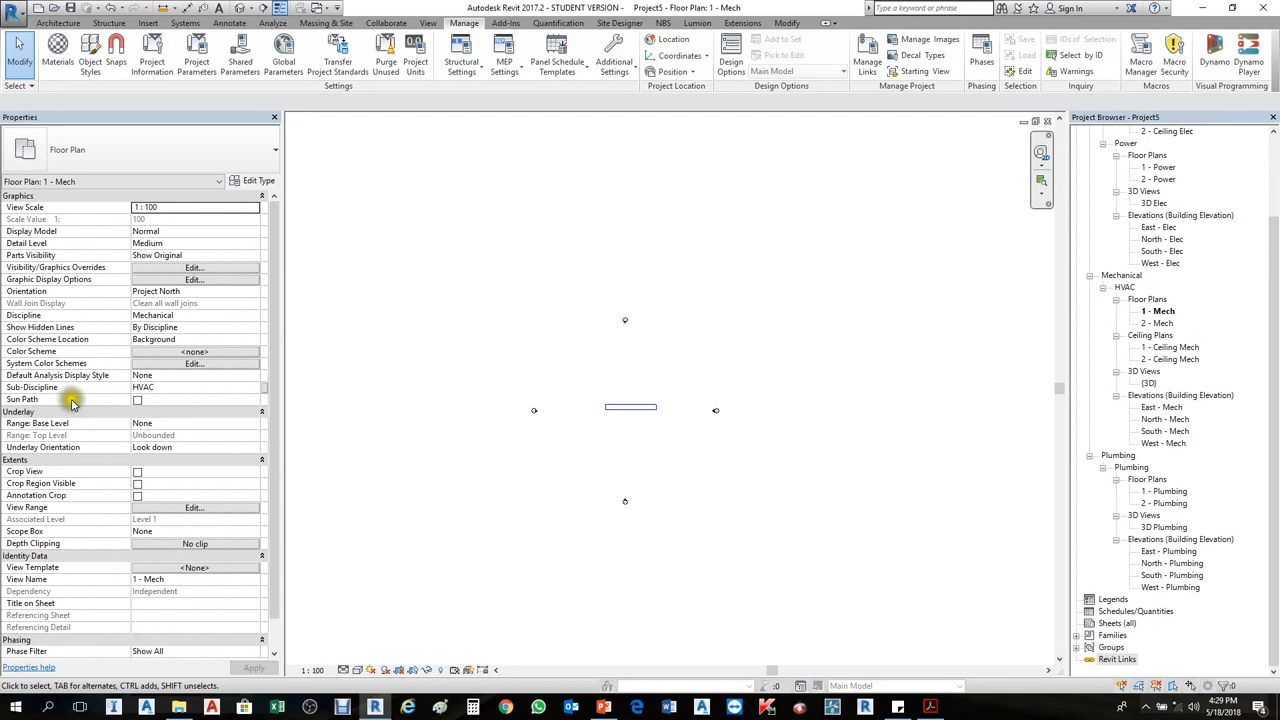 Autodesk Revit 2017.2 - STUDENT VERSION - Project5 - Floor Plan: 1 - Mech
Type a keyword or phrase
Sign In
Architecture Structure Insert Systems Annotate Analyze Massing & Site Collaborate View Manage Add-Ins Quantification Site Designer NBS Lumion Extensions Modify
Modify
Materials
Object Styles
Snaps
Project Information
Project Parameters
Shared Parameters
Global Parameters
Transfer Project Standards
Purge Unused
Project Units
Structural Settings
MEP Settings
Panel Schedule Templates
Additional Settings
Location
Coordinates
Position
Design Options
Add to Set
Pick to Edit
Main Model
Manage Links
Manage Images
Decal Types
Starting View
Phases
Save
Load
Edit
IDs of Selection
Select by ID
Warnings
Macro Manager
Macro Security
Dynamo
Dynamo Player
Select
Settings
Project Location
Design Options
Manage Project
Phasing
Selection
Inquiry
Macros
Visual Programming
Properties
Floor Plan
Floor Plan: 1 - Mech
Edit Type
Graphics
View Scale 1 : 100
Scale Value 1: 100
Display Model Normal
Detail Level Medium
Parts Visibility Show Original
Visibility/Graphics Overrides Edit...
Graphic Display Options Edit...
Orientation Project North
Wall Join Display Clean all wall joins
Discipline Mechanical
Show Hidden Lines By Discipline
Color Scheme Location Background
Color Scheme <none>
System Color Schemes Edit...
Default Analysis Display Style None
Sub-Discipline HVAC
Sun Path
Underlay
Range: Base Level None
Range: Top Level Unbounded
Underlay Orientation Look down
Extents
Crop View
Crop Region Visible
Annotation Crop
View Range Edit...
Associated Level Level 1
Scope Box None
Depth Clipping No clip
Identity Data
View Template <None>
View Name 1 - Mech
Dependency Independent
Title on Sheet
Referencing Sheet
Referencing Detail
Phasing
Phase Filter Show All
Properties help
Apply
2D
1 : 100
Project Browser - Project5
2 - Ceiling Elec
Power
Floor Plans
1 - Power
2 - Power
3D Views
3D Elec
Elevations (Building Elevation)
East - Elec
North - Elec
South - Elec
West - Elec
Mechanical
HVAC
Floor Plans
1 - Mech
2 - Mech
Ceiling Plans
1 - Ceiling Mech
2 - Ceiling Mech
3D Views
{3D}
Elevations (Building Elevation)
East - Mech
North - Mech
South - Mech
West - Mech
Plumbing
Plumbing
Floor Plans
1 - Plumbing
2 - Plumbing
3D Views
3D Plumbing
Elevations (Building Elevation)
East - Plumbing
North - Plumbing
South - Plumbing
West - Plumbing
Legends
Schedules/Quantities
Sheets (all)
Families
Groups
Revit Links
Click to select, TAB for alternates, CTRL adds, SHIFT unselects.
:0
Main Model
:0
4:29 PM
5/18/2018